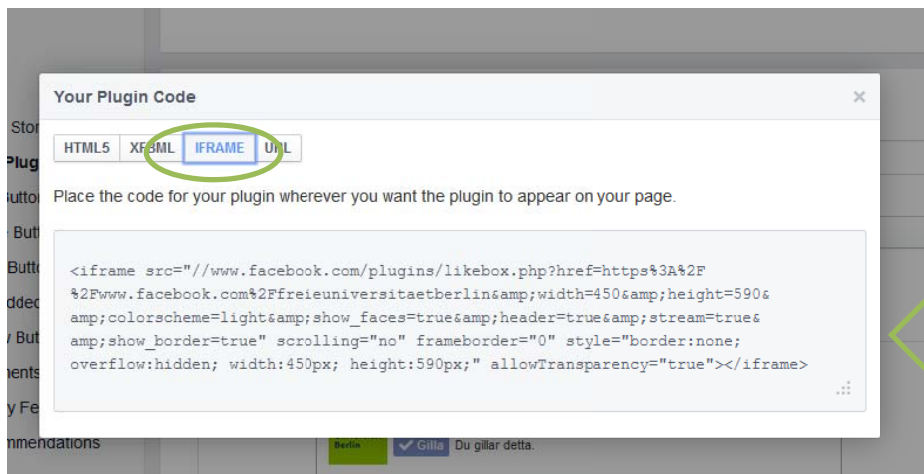 Your Plugin Code
×
HTML5 XFBML IFRAME URL
Place the code for your plugin wherever you want the plugin to appear on your page.
<iframe src="//www.facebook.com/plugins/likebox.php?href=https%3A%2F
%2Fwww.facebook.com%2Ffreieuniversitaetberlin&amp;width=450&amp;height=590&
amp;colorscheme=light&amp;show_faces=true&amp;header=true&amp;stream=true&
amp;show_border=true" scrolling="no" frameborder="0" style="border:none;
overflow:hidden; width:450px; height:590px;" allowTransparency="true"></iframe>
Berlin Gilla Du gillar detta.